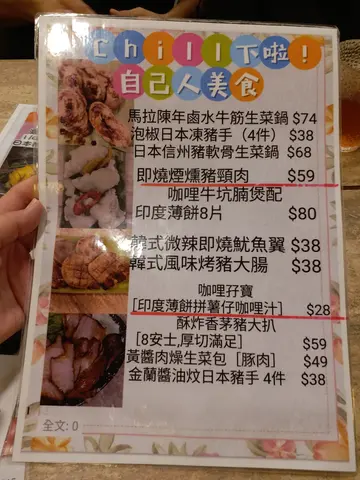 Chill下啦！
自己人美食
馬拉陳年鹵水牛筋生菜鍋 $74
泡椒日本凍豬手（4件） $38
日本信州豬軟骨生菜鍋 $68
即燒煙燻豬頸肉 $59
咖哩牛坑腩煲配
印度薄餅8片 $80
韓式微辣即燒魷魚翼 $38
韓式風味烤豬大腸 $38
咖哩孖寶
[印度薄餅拼薯仔咖哩汁] $28
酥炸香茅豬大扒
[8安士,厚切滿足] $59
黃醬肉燥生菜包［豚肉］ $49
金蘭醬油炆日本豬手 4件 $38
全文: 0